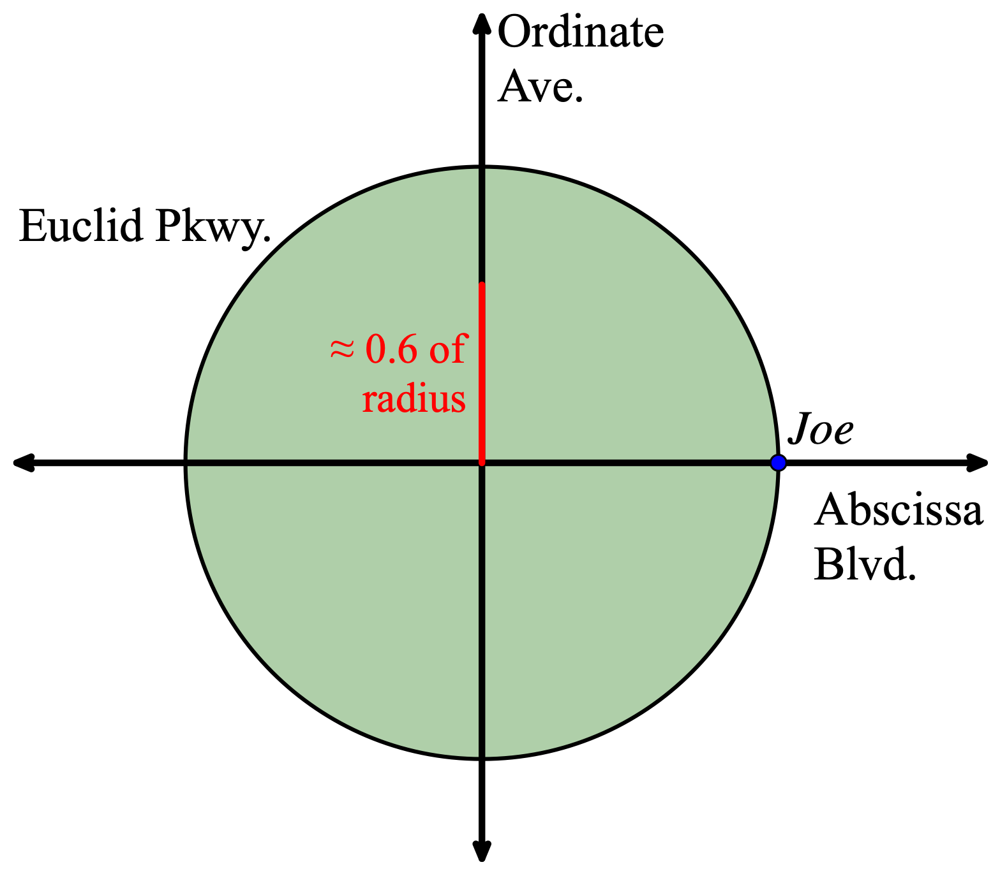 Ordinate
Ave.
Euclid Pkwy.
≈ 0.6 of
radius
Joe
Abscissa
Blvd.